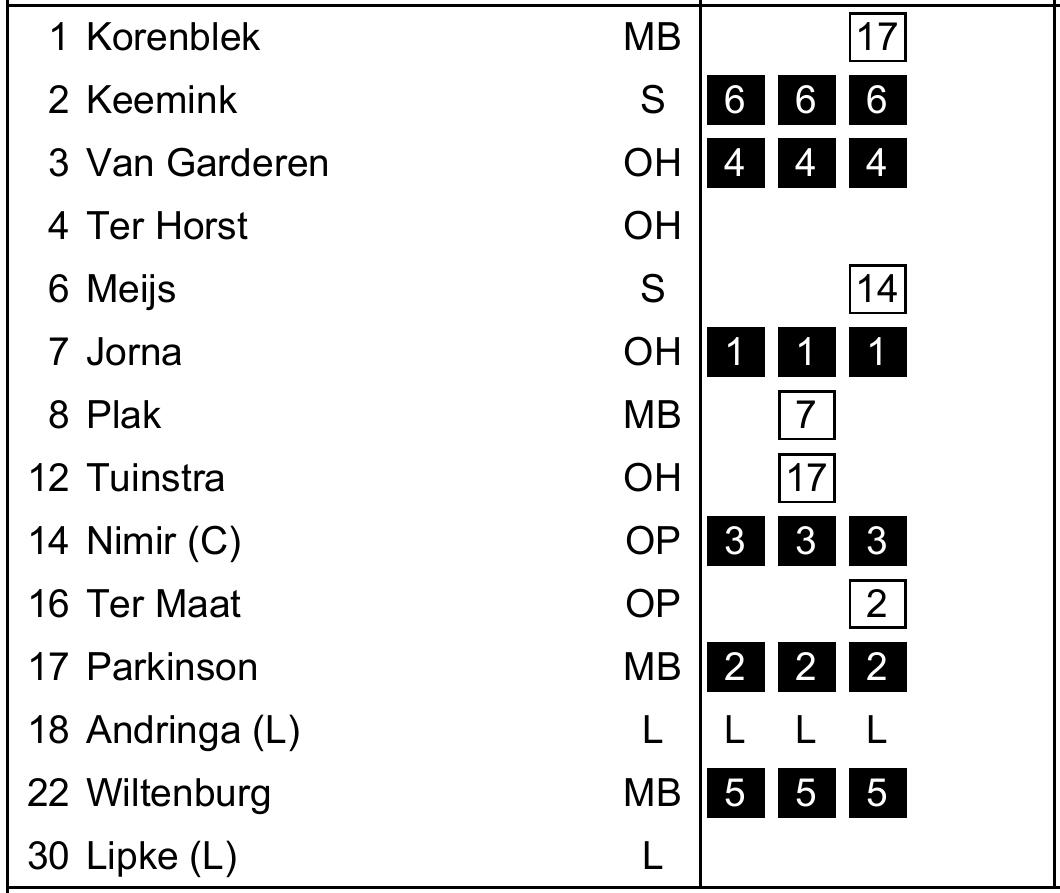 1 Korenblek MB 17
2 Keemink S 6 6 6
3 Van Garderen OH 4 4 4
4 Ter Horst OH
6 Meijs S 14
7 Jorna OH 1 1 1
8 Plak MB 7
12 Tuinstra OH 17
14 Nimir (C) OP 3 3 3
16 Ter Maat OP 2
17 Parkinson MB 2 2 2
18 Andringa (L) L L L L
22 Wiltenburg MB 5 5 5
30 Lipke (L) L